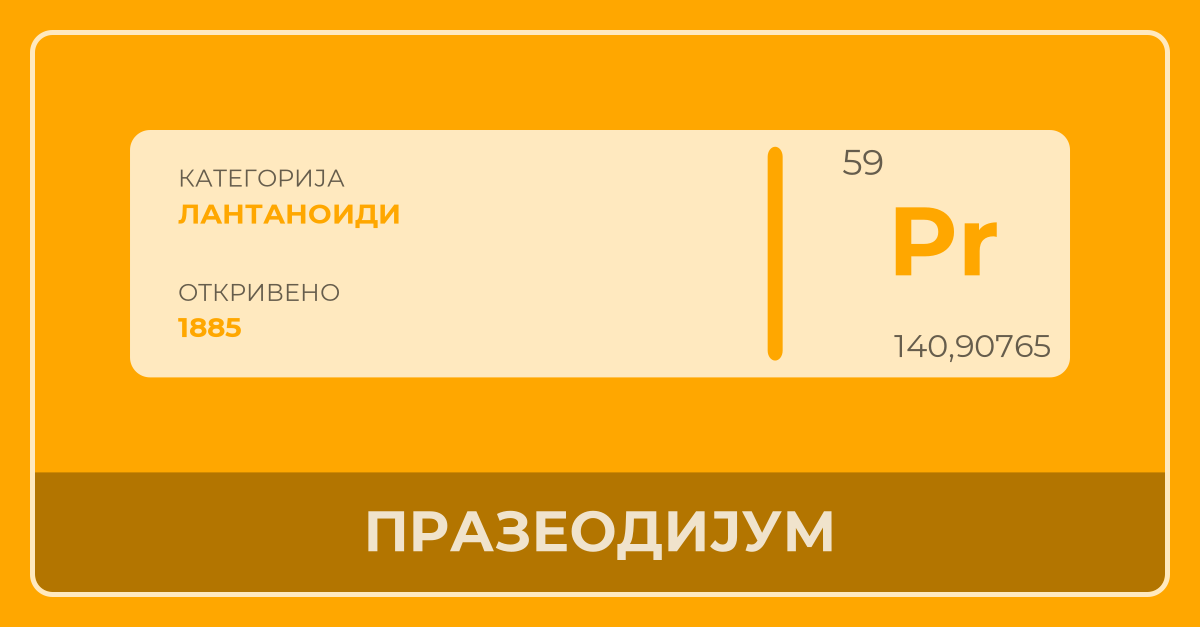 КАТЕГОРИЈА
ЛАНТАНОИДИ
ОТКРИВЕНО
1885
59
Pr
140,90765
ПРАЗЕОДИЈУМ